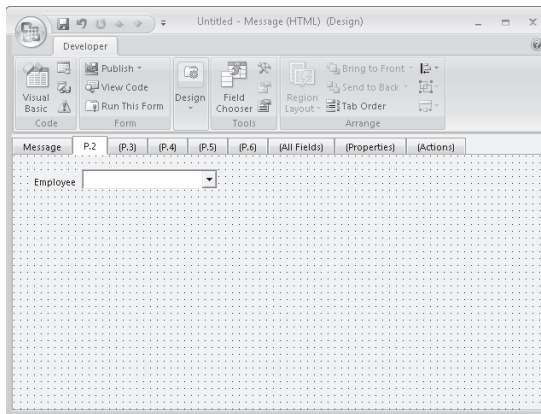 Untitled - Message (HTML) (Design)
Developer
Visual Basic
Publish
View Code
Run This Form
Design
Field Chooser
Region Layout
Bring to Front
Send to Back
Tab Order
Code
Form
Tools
Arrange
Message P.2 (P.3) (P.4) (P.5) (P.6) (All Fields) (Properties) (Actions)
Employee